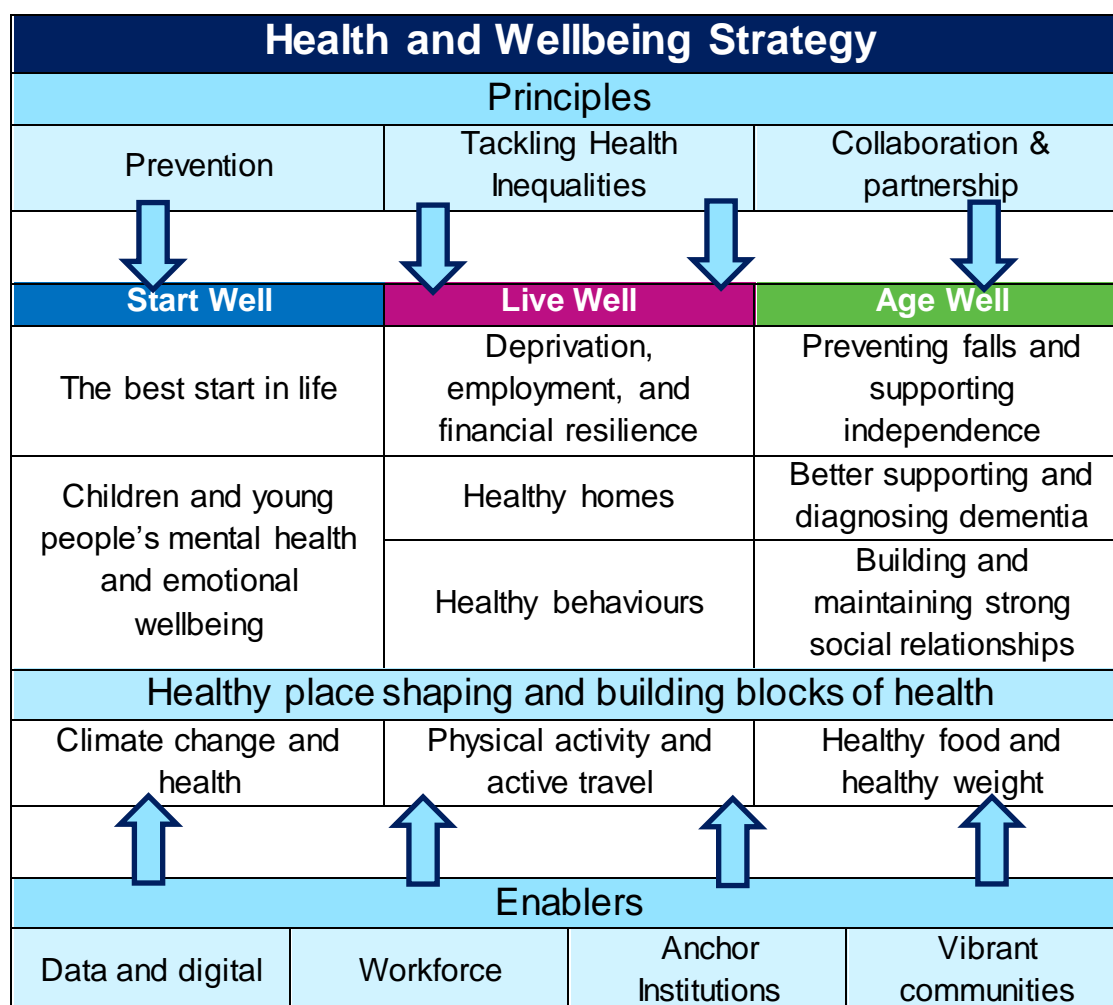 Health and Wellbeing Strategy
Principles
Prevention
Tackling Health
Inequalities
Collaboration &
partnership
Start Well
Live Well
Age Well
The best start in life
Deprivation,
employment, and
financial resilience
Preventing falls and
supporting
independence
Children and young
people’s mental health
and emotional
wellbeing
Healthy homes
Better supporting and
diagnosing dementia
Healthy behaviours
Building and
maintaining strong
social relationships
Healthy place shaping and building blocks of health
Climate change and
health
Physical activity and
active travel
Healthy food and
healthy weight
Enablers
Data and digital
Workforce
Anchor
Institutions
Vibrant
communities